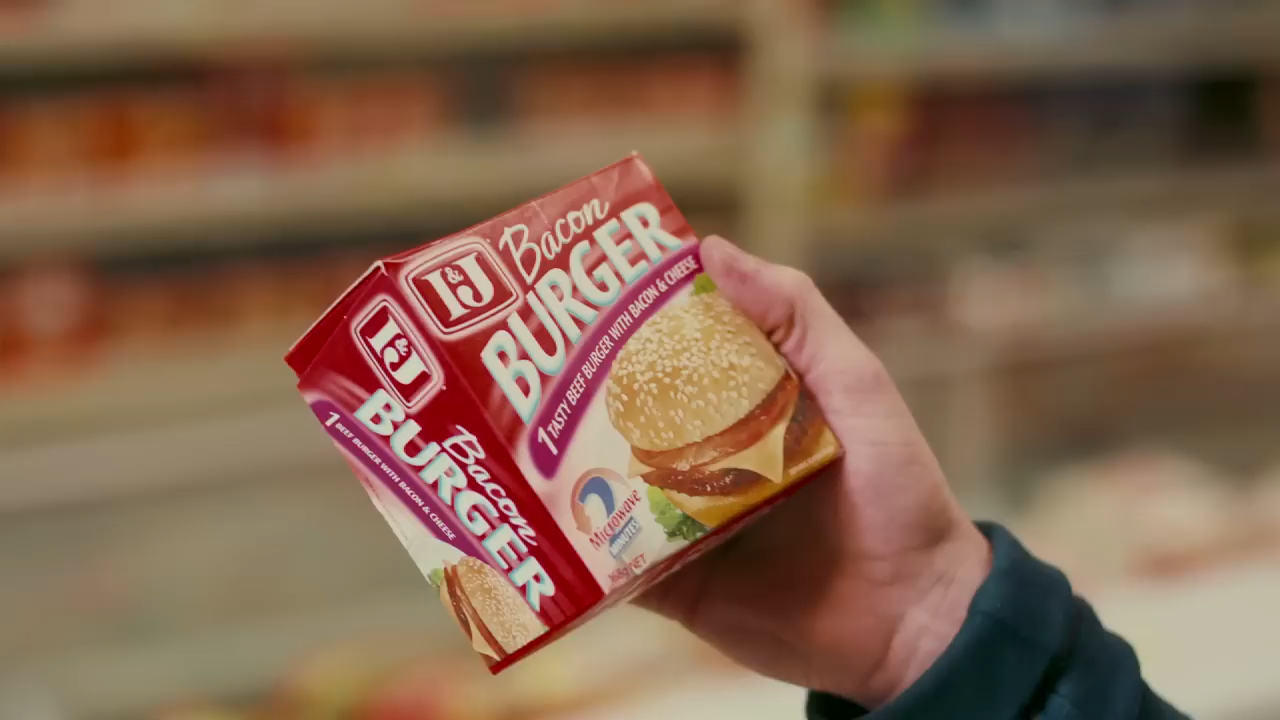 I&J
Bacon
BURGER
1 TASTY BEEF BURGER WITH BACON & CHEESE
Microwave
MINUTES
I&J
Bacon
BURGER
1 BEEF BURGER WITH BACON & CHEESE